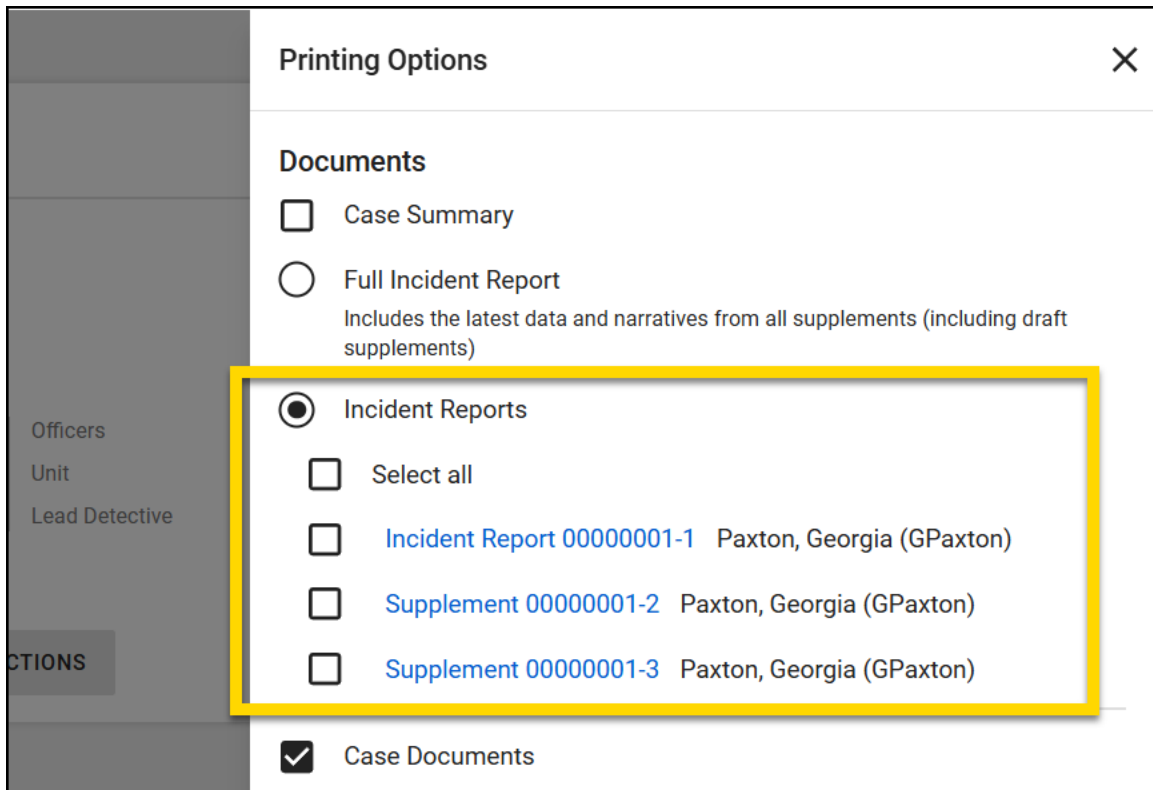 Printing Options
Documents
Case Summary
Full Incident Report
Includes the latest data and narratives from all supplements (including draft
supplements)
Incident Reports
Select all
Incident Report 00000001-1 Paxton, Georgia (GPaxton)
Supplement 00000001-2 Paxton, Georgia (GPaxton)
Supplement 00000001-3 Paxton, Georgia (GPaxton)
Case Documents
Officers
Unit
Lead Detective
CTIONS